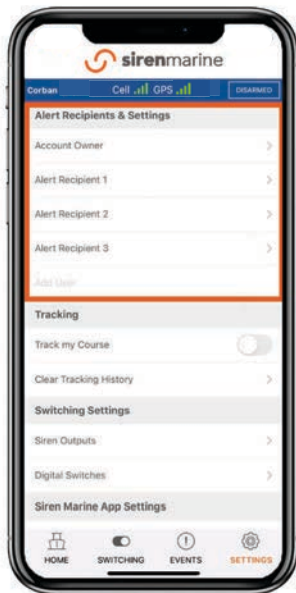 sirenmarine
Corban Cell GPS DISARMED
Alert Recipients & Settings
Account Owner
Alert Recipient 1
Alert Recipient 2
Alert Recipient 3
Add User
Tracking
Track my Course
Clear Tracking History
Switching Settings
Siren Outputs
Digital Switches
Siren Marine App Settings
HOME SWITCHING EVENTS SETTINGS